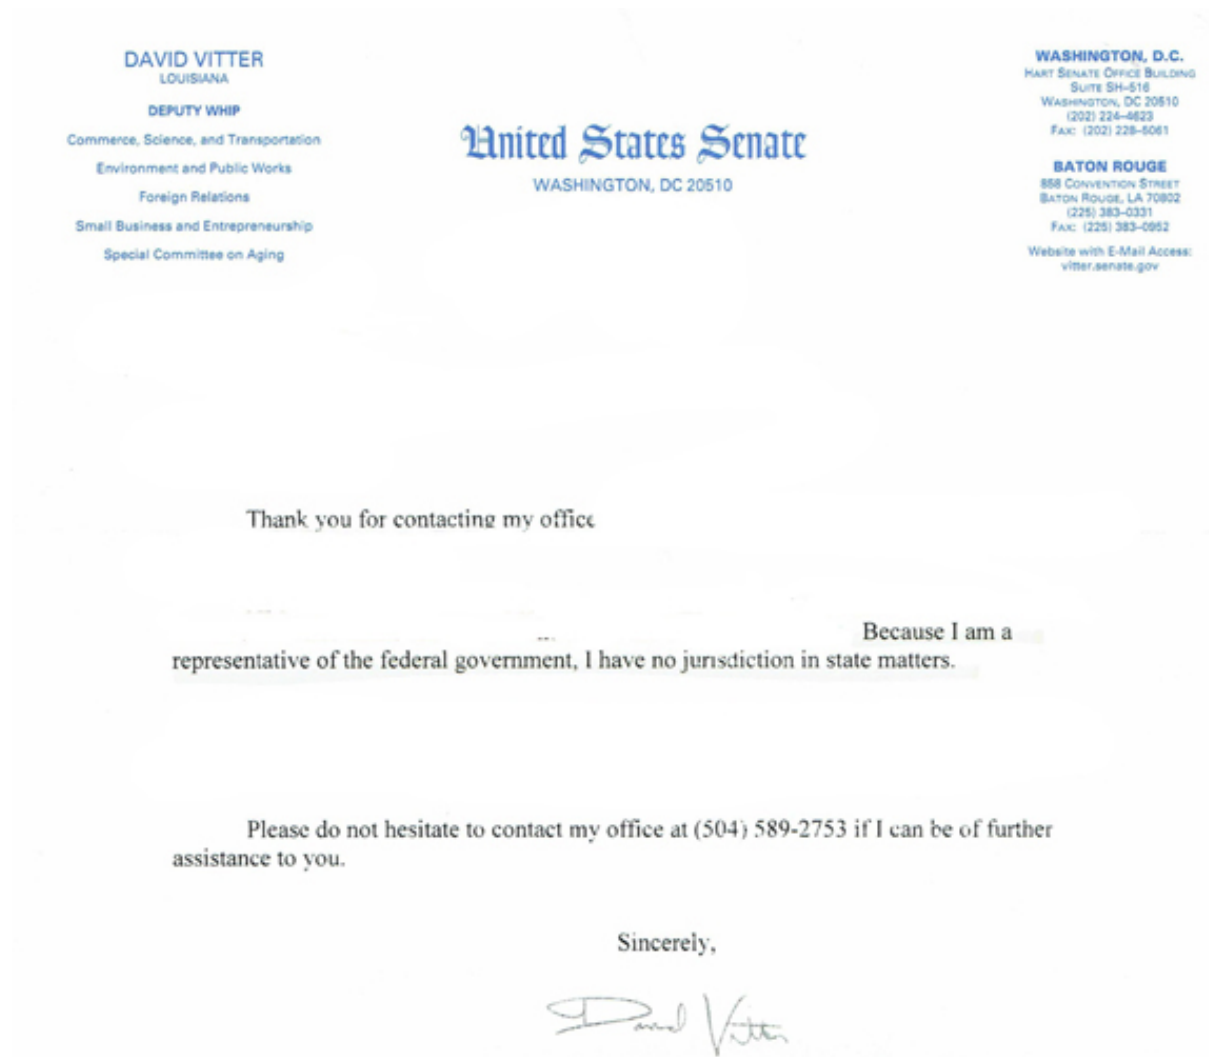 DAVID VITTER
LOUISIANA
DEPUTY WHIP
Commerce, Science, and Transportation
Environment and Public Works
Foreign Relations
Small Business and Entrepreneurship
Special Committee on Aging
United States Senate
WASHINGTON, DC 20510
WASHINGTON, D.C.
HART SENATE OFFICE BUILDING
SUITE SH–516
WASHINGTON, DC 20510
(202) 224–4623
FAX: (202) 228–5061
BATON ROUGE
858 CONVENTION STREET
BATON ROUGE, LA 70802
(225) 383–0331
FAX: (225) 383–0952
Website with E-Mail Access:
vitter.senate.gov
Thank you for contacting my office
Because I am a
representative of the federal government, I have no jurisdiction in state matters.
Please do not hesitate to contact my office at (504) 589-2753 if I can be of further
assistance to you.
Sincerely,
David Vitter